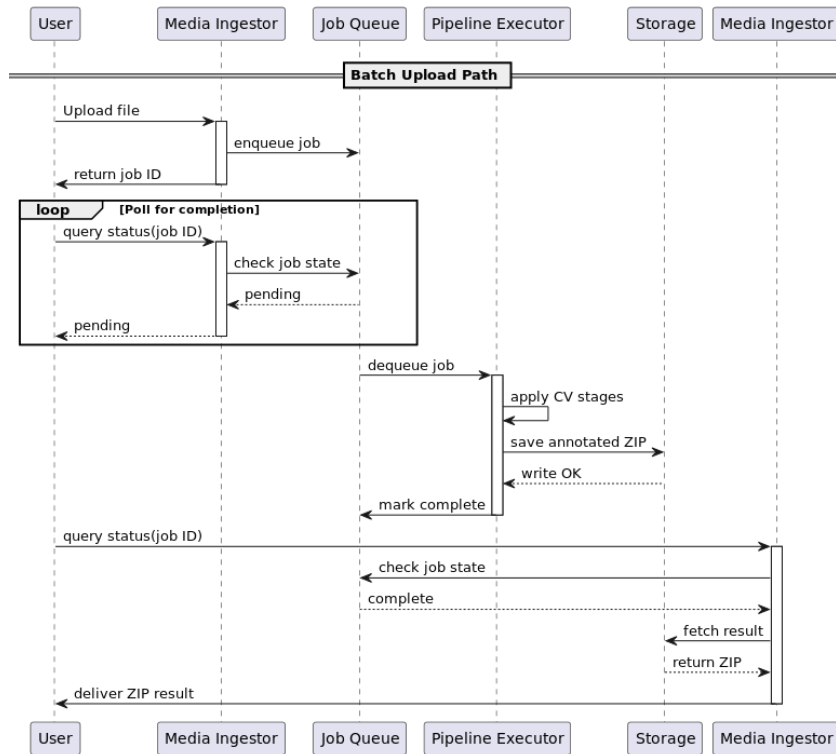 User Media Ingestor Job Queue Pipeline Executor Storage Media Ingestor
Batch Upload Path
Upload file
enqueue job
return job ID
loop [Poll for completion]
query status(job ID)
check job state
pending
pending
dequeue job
apply CV stages
save annotated ZIP
write OK
mark complete
query status(job ID)
check job state
complete
fetch result
return ZIP
deliver ZIP result
User Media Ingestor Job Queue Pipeline Executor Storage Media Ingestor